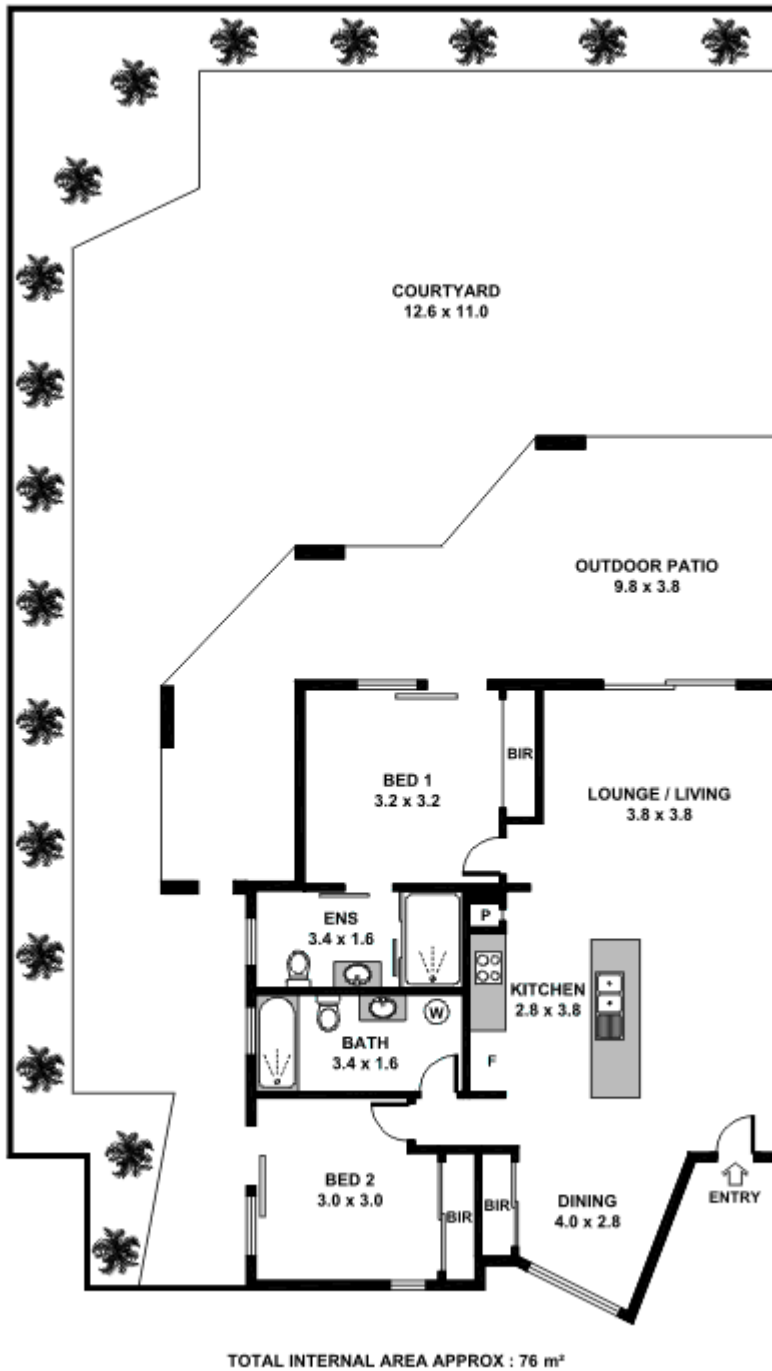 COURTYARD
12.6 x 11.0
OUTDOOR PATIO
9.8 x 3.8
BIR
BED 1
3.2 x 3.2
LOUNGE / LIVING
3.8 x 3.8
P
ENS
3.4 x 1.6
KITCHEN
2.8 x 3.8
W
BATH
3.4 x 1.6
F
BED 2
3.0 x 3.0
BIR
BIR
DINING
4.0 x 2.8
ENTRY
TOTAL INTERNAL AREA APPROX : 76 m²